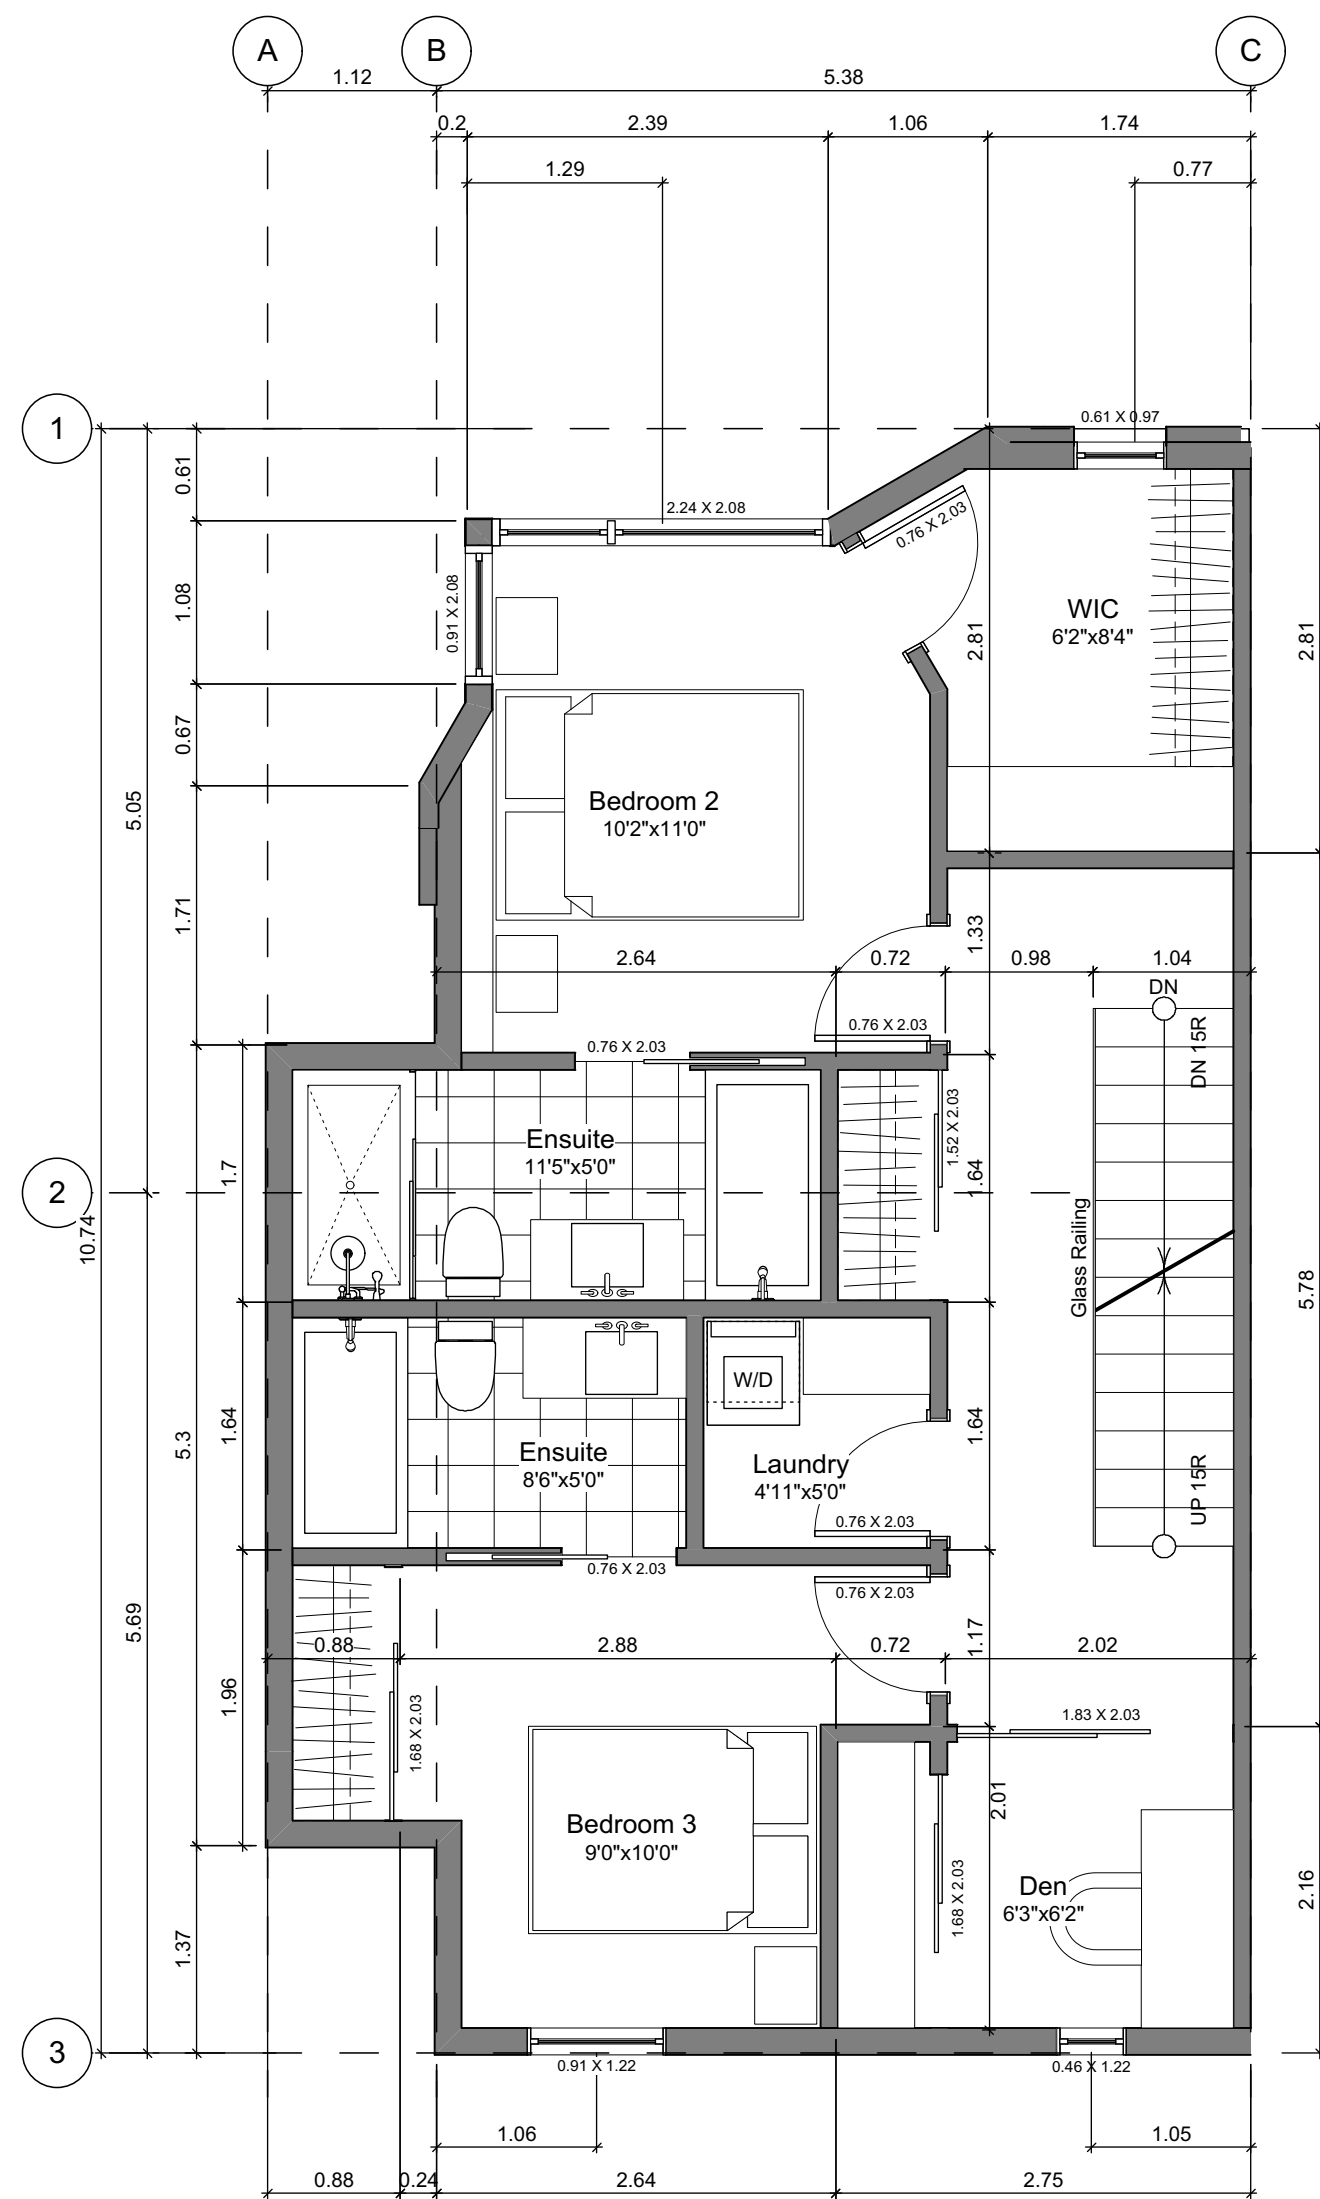 A
B
C
1.12
5.38
0.2
2.39
1.06
1.74
1.29
0.77
1
0.61 X 0.97
0.61
2.24 X 2.08
0.76 X 2.03
1.08
0.91 X 2.08
WIC
6'2"x8'4"
2.81
2.81
0.67
5.05
Bedroom 2
10'2"x11'0"
1.71
1.33
2.64
0.72
0.98
1.04
DN
DN 15R
0.76 X 2.03
0.76 X 2.03
1.52 X 2.03
Ensuite
11'5"x5'0"
1.7
1.64
2
10.74
Glass Railing
5.78
W/D
1.64
5.3
1.64
Ensuite
8'6"x5'0"
Laundry
4'11"x5'0"
UP 15R
0.76 X 2.03
0.76 X 2.03
0.76 X 2.03
5.69
0.88
2.88
0.72
1.17
2.02
1.96
1.68 X 2.03
1.83 X 2.03
2.01
Bedroom 3
9'0"x10'0"
Den
6'3"x6'2"
1.68 X 2.03
2.16
1.37
3
0.91 X 1.22
0.46 X 1.22
1.06
1.05
0.88
0.24
2.64
2.75